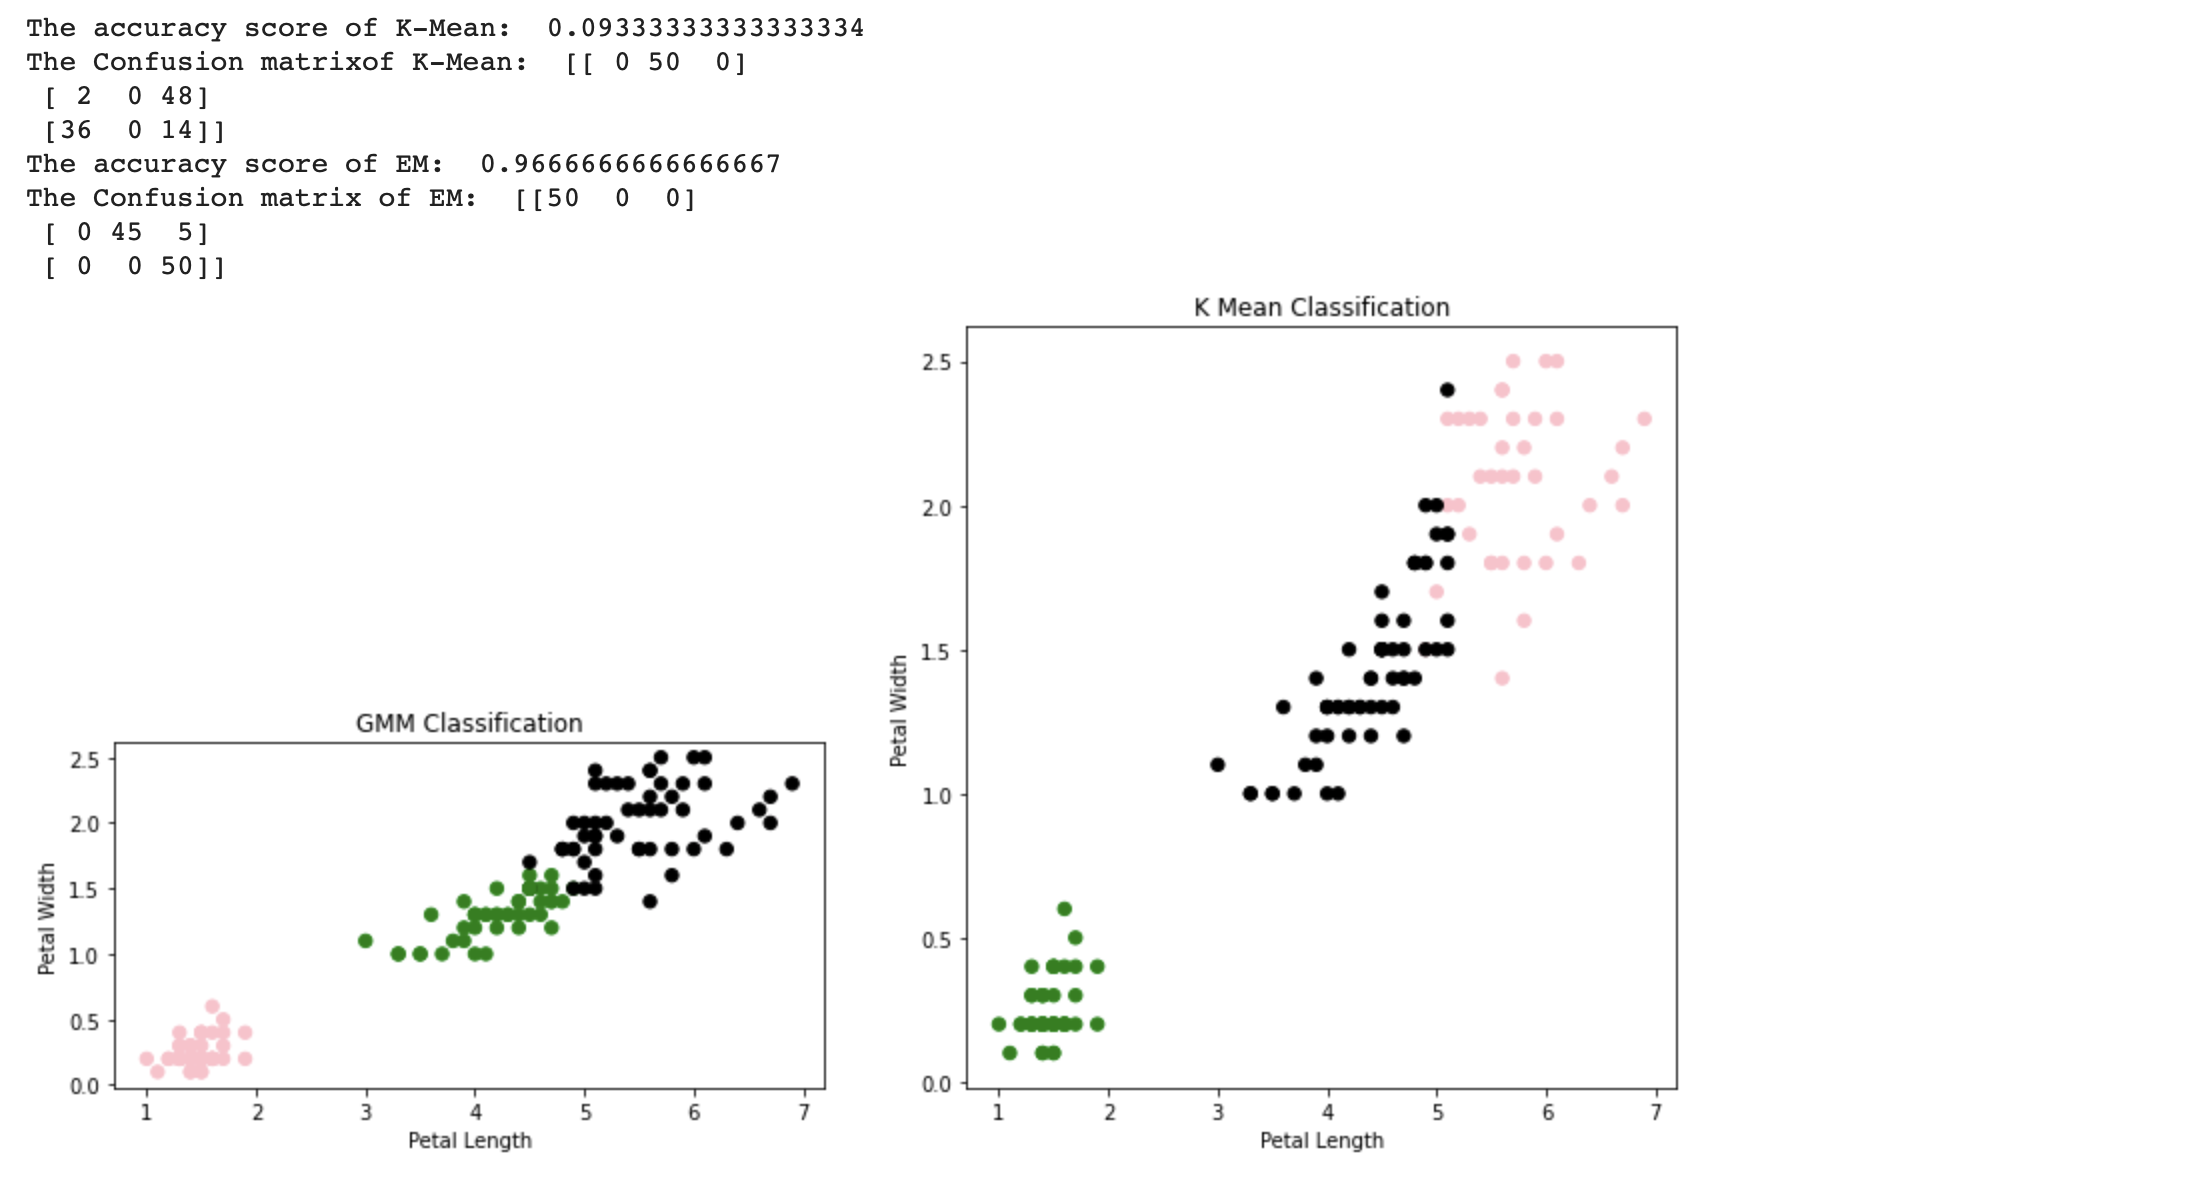 The accuracy score of K-Mean:  0.09333333333333334
The Confusion matrixof K-Mean:  [[ 0 50  0]
 [ 2  0 48]
 [36  0 14]]
The accuracy score of EM:  0.9666666666666667
The Confusion matrix of EM:  [[50  0  0]
 [ 0 45  5]
 [ 0  0 50]]
GMM Classification
2.5
2.0
1.5
1.0
0.5
0.0
Petal Width
1 2 3 4 5 6 7
Petal Length
K Mean Classification
2.5
2.0
1.5
1.0
0.5
0.0
Petal Width
1 2 3 4 5 6 7
Petal Length